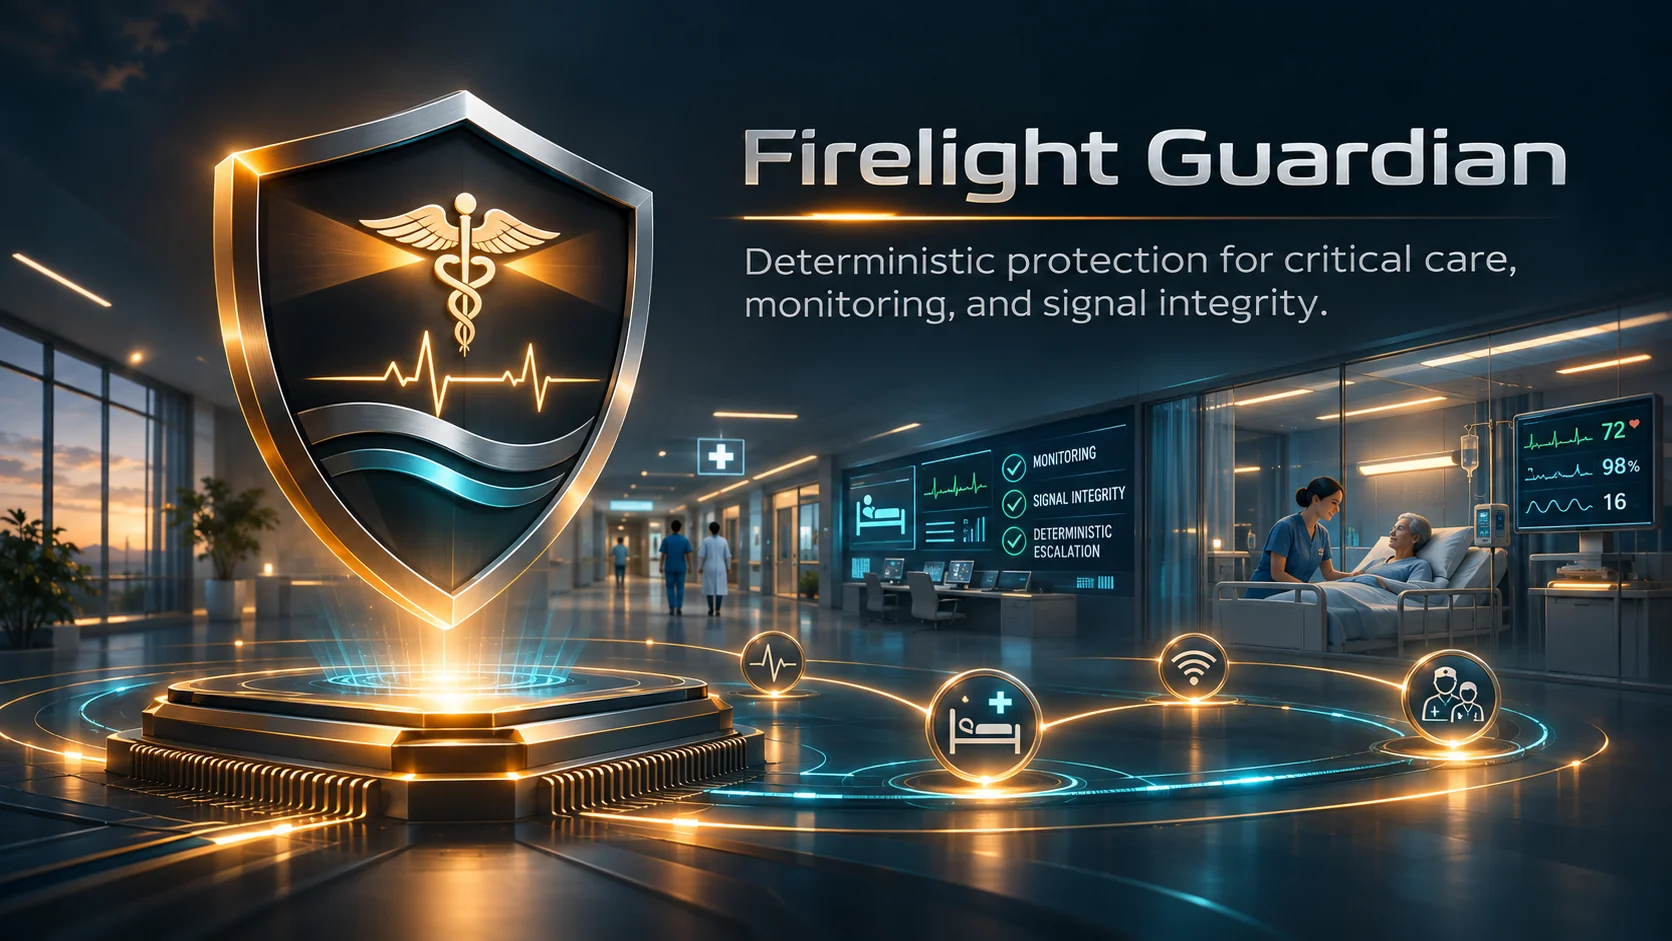 Firelight Guardian
Deterministic protection for critical care,
monitoring, and signal integrity.
MONITORING
SIGNAL INTEGRITY
DETERMINISTIC
ESCALATION
72
98%
16